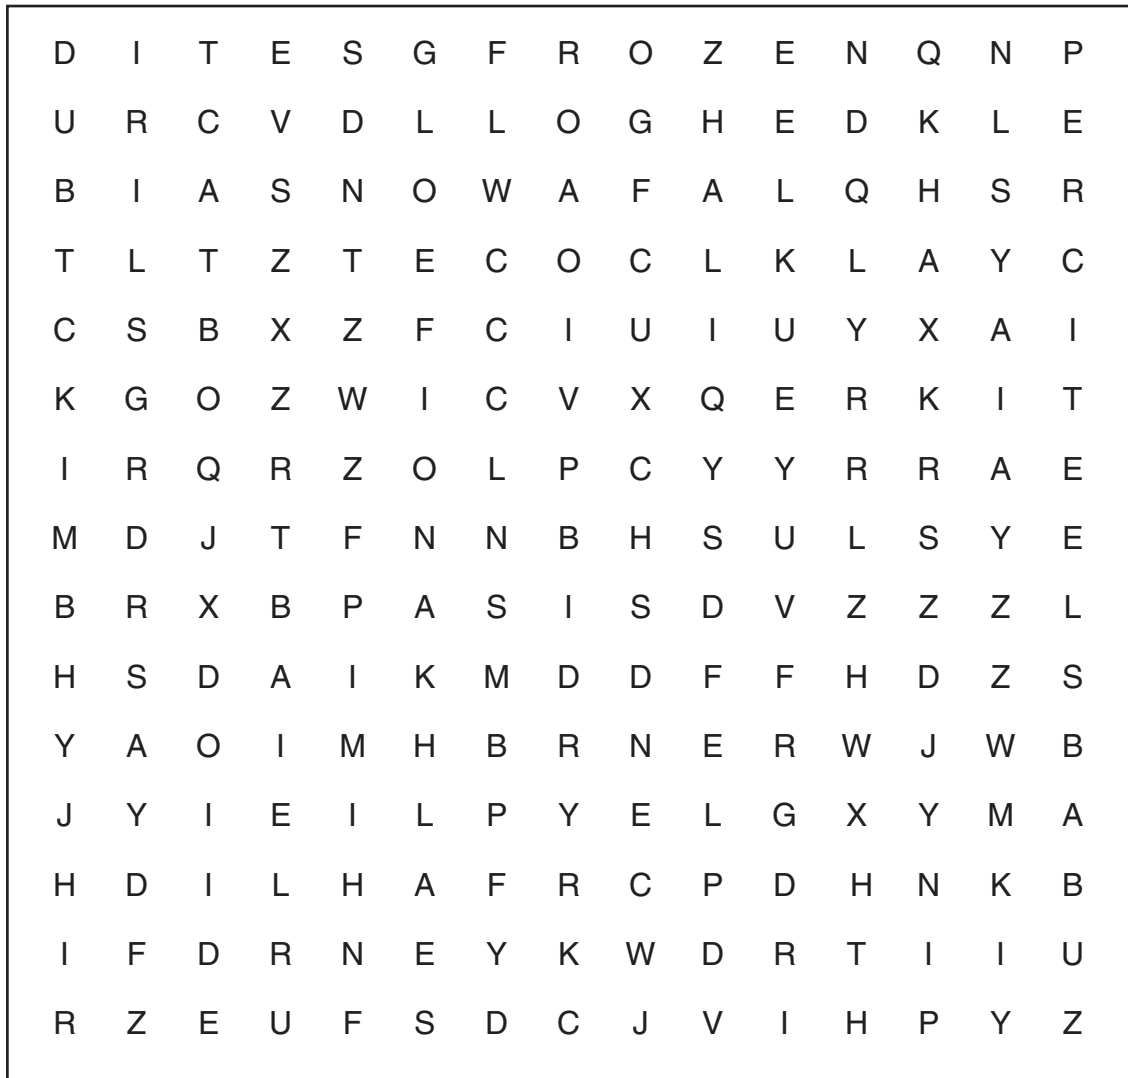 D I T E S G F R O Z E N Q N P
U R C V D L L O G H E D K L E
B I A S N O W A F A L Q H S R
T L T Z T E C O C L K L A Y C
C S B X Z F C I U I U Y X A I
K G O Z W I C V X Q E R K I T
I R Q R Z O L P C Y Y R R A E
M D J T F N N B H S U L S Y E
B R X B P A S I S D V Z Z Z L
H S D A I K M D D F F H D Z S
Y A O I M H B R N E R W J W B
J Y I E I L P Y E L G X Y M A
H D I L H A F R C P D H N K B
I F D R N E Y K W D R T I I U
R Z E U F S D C J V I H P Y Z